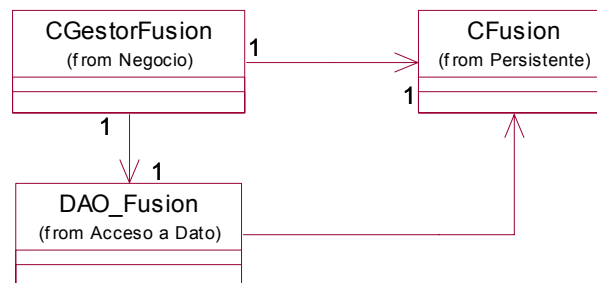 CGestorFusion
(from Negocio)
1
CFusion
(from Persistente)
1
1
1
DAO_Fusion
(from Acceso a Dato)